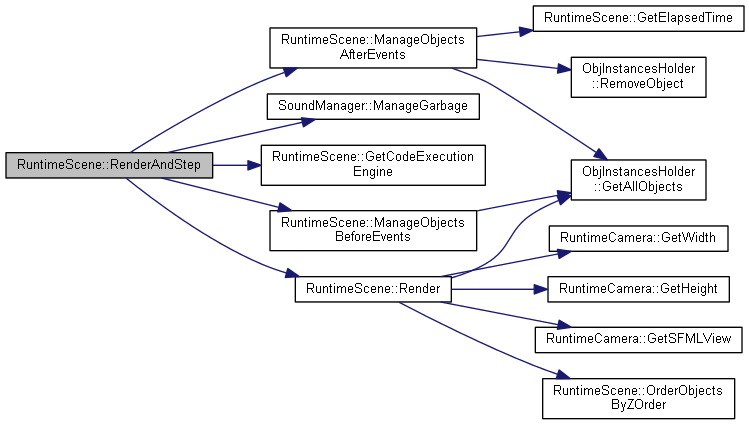 RuntimeScene::RenderAndStep
RuntimeScene::ManageObjects
AfterEvents
SoundManager::ManageGarbage
RuntimeScene::GetCodeExecution
Engine
RuntimeScene::ManageObjects
BeforeEvents
RuntimeScene::Render
RuntimeScene::GetElapsedTime
ObjInstancesHolder
::RemoveObject
ObjInstancesHolder
::GetAllObjects
RuntimeCamera::GetWidth
RuntimeCamera::GetHeight
RuntimeCamera::GetSFMLView
RuntimeScene::OrderObjects
ByZOrder